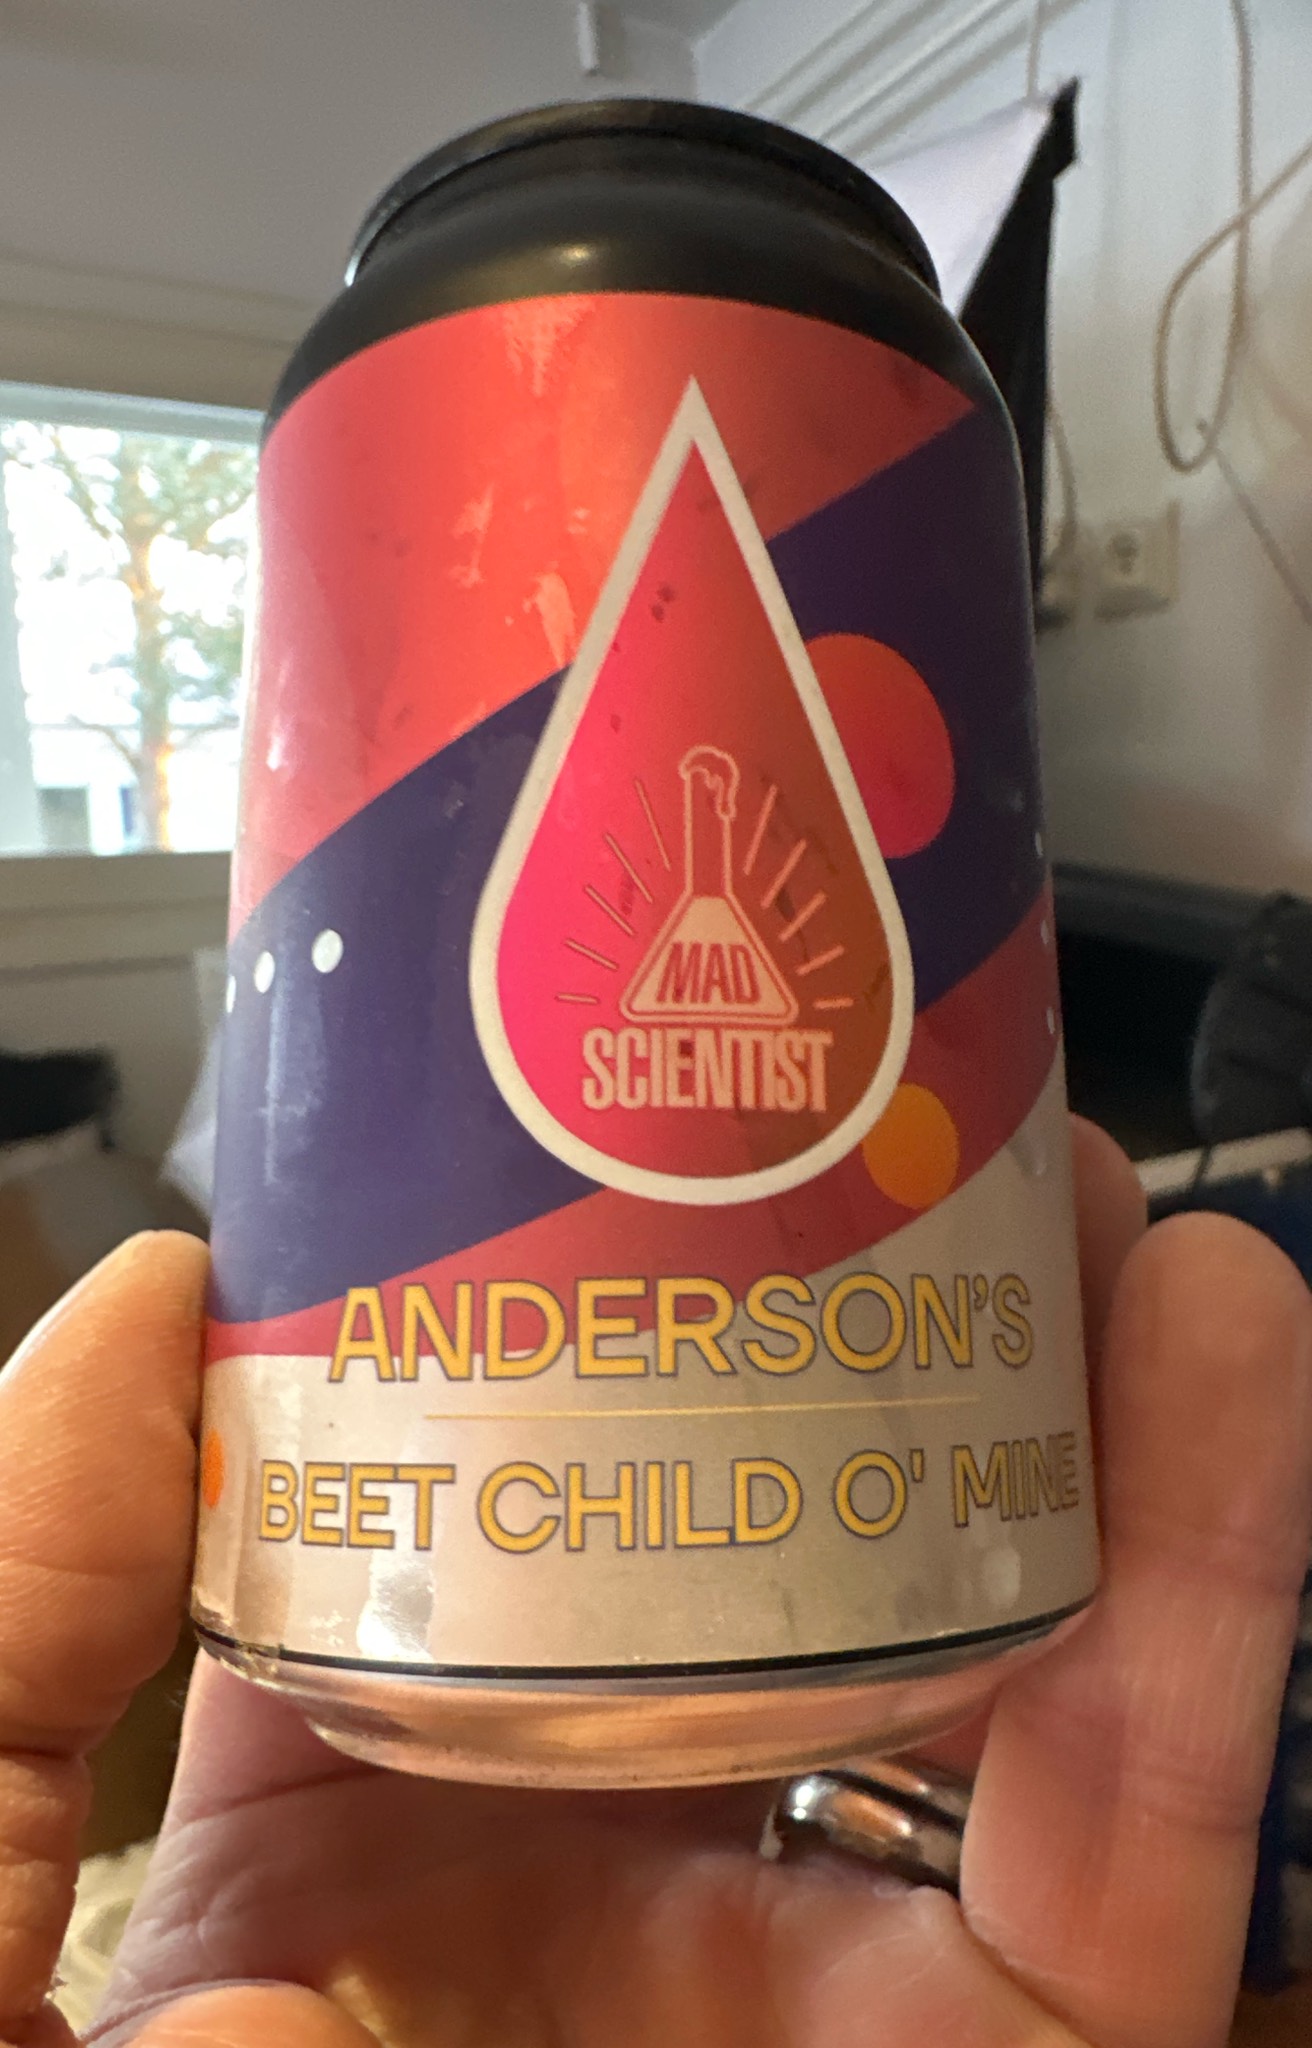 MAD
SCIENTIST
ANDERSON'S
BEET CHILD O' MINE